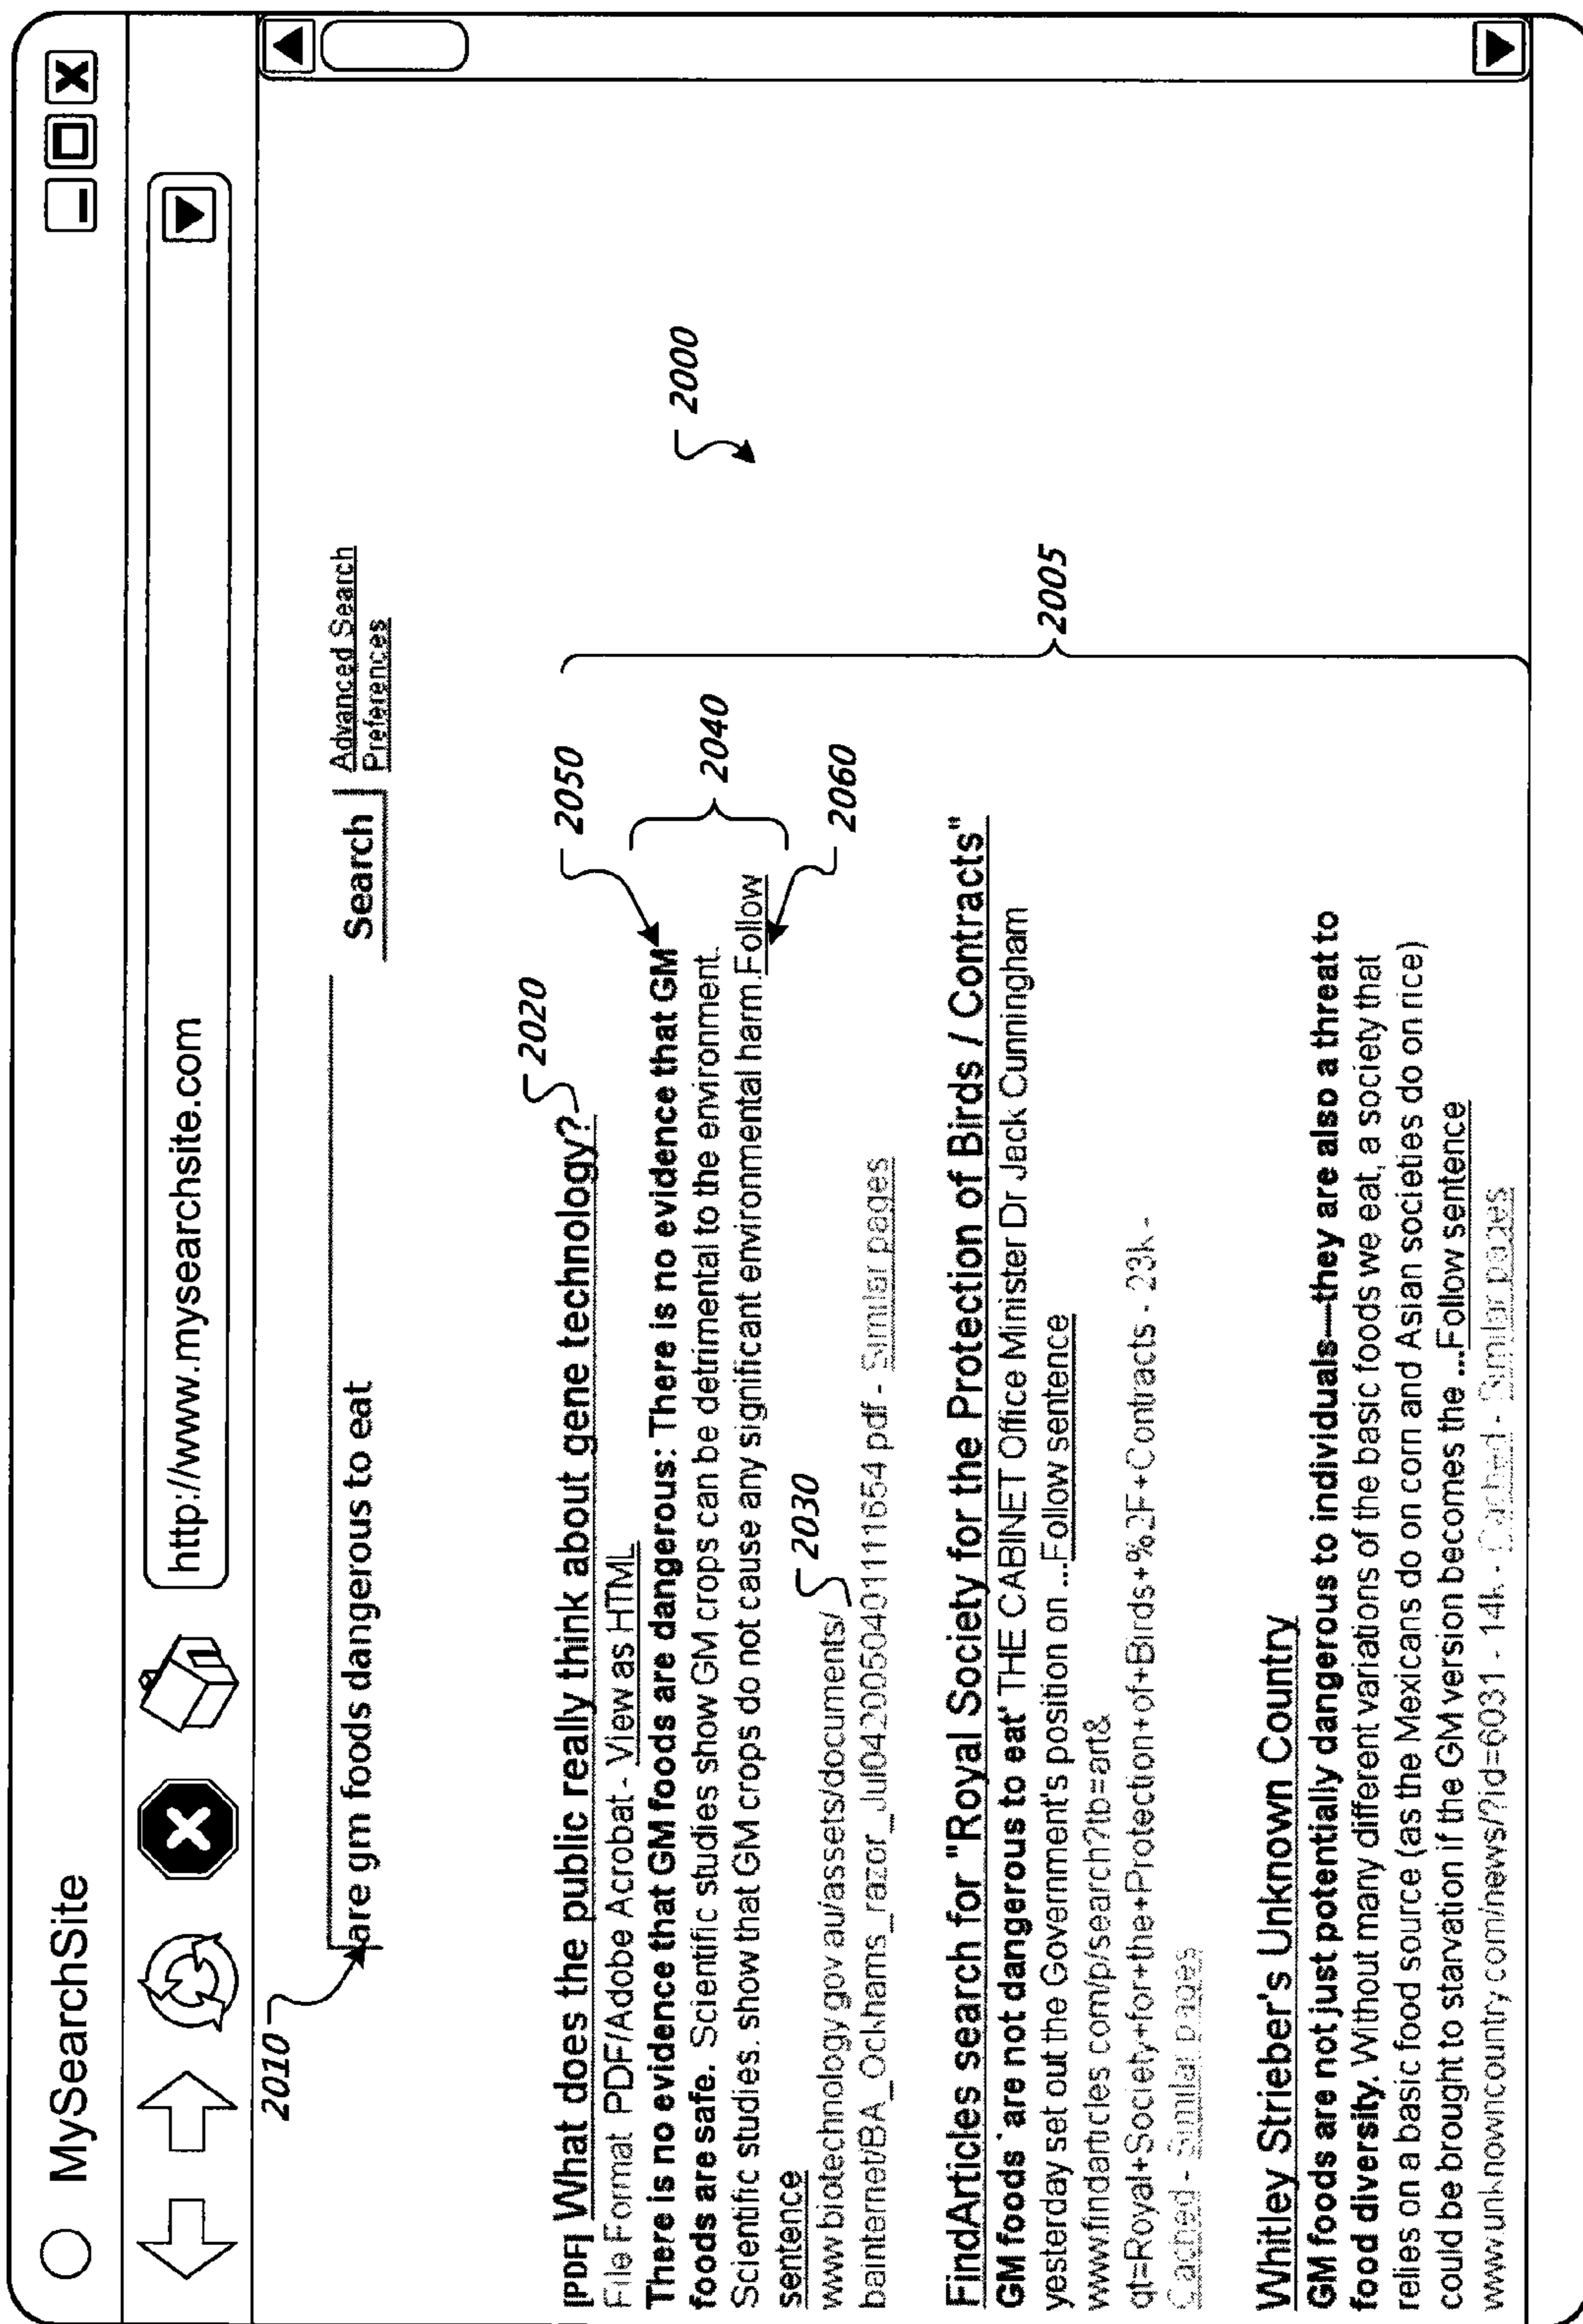 MySearchSite
http://www.mysearchsite.com
2010
are gm foods dangerous to eat
Search
Advanced Search
Preferences
2000
2020
2050
[PDF] What does the public really think about gene technology?
File Format PDF/Adobe Acrobat - View as HTML
There is no evidence that GM foods are dangerous: There is no evidence that GM
foods are safe. Scientific studies show GM crops can be detrimental to the environment.
Scientific studies. show that GM crops do not cause any significant environmental harm.Follow
sentence
2040
2060
2030
www biotechnology gov au/assets/documents/
bainternet/BA_Ockhams_razor_Jul0420050401111654 pdf - Similar pages
2005
FindArticles search for "Royal Society for the Protection of Birds / Contracts"
GM foods `are not dangerous to eat' THE CABINET Office Minister Dr Jack Cunningham
yesterday set out the Government's position on ...Follow sentence
www.findarticles com/p/search?tb=art&
qt=Royal+Society+for+the+Protection+of+Birds+%2F+Contracts - 23k -
Cached - Similar pages
Whitley Strieber's Unknown Country
GM foods are not just potentially dangerous to individuals—they are also a threat to
food diversity. Without many different variations of the basic foods we eat, a society that
relies on a basic food source (as the Mexicans do on corn and Asian societies do on rice)
could be brought to starvation if the GM version becomes the ...Follow sentence
www.unknowncountry com/news/?id=6031 - 14k - Cached - Similar pages